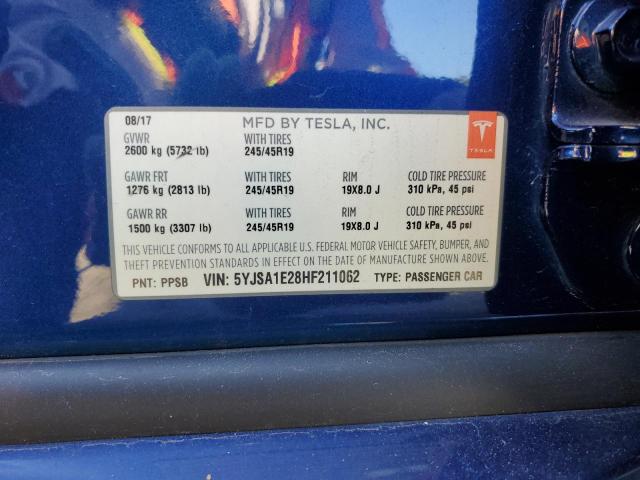 08/17 MFD BY TESLA, INC.
GVWR WITH TIRES
2600 kg (5732 lb) 245/45R19
TESLA
GAWR FRT WITH TIRES RIM COLD TIRE PRESSURE
1276 kg (2813 lb) 245/45R19 19X8.0 J 310 kPa, 45 psi
GAWR RR WITH TIRES RIM COLD TIRE PRESSURE
1500 kg (3307 lb) 245/45R19 19X8.0 J 310 kPa, 45 psi
THIS VEHICLE CONFORMS TO ALL APPLICABLE U.S. FEDERAL MOTOR VEHICLE SAFETY, BUMPER, AND
THEFT PREVENTION STANDARDS IN EFFECT ON THE DATE OF MANUFACTURE SHOWN ABOVE.
PNT: PPSB VIN: 5YJSA1E28HF211062 TYPE: PASSENGER CAR